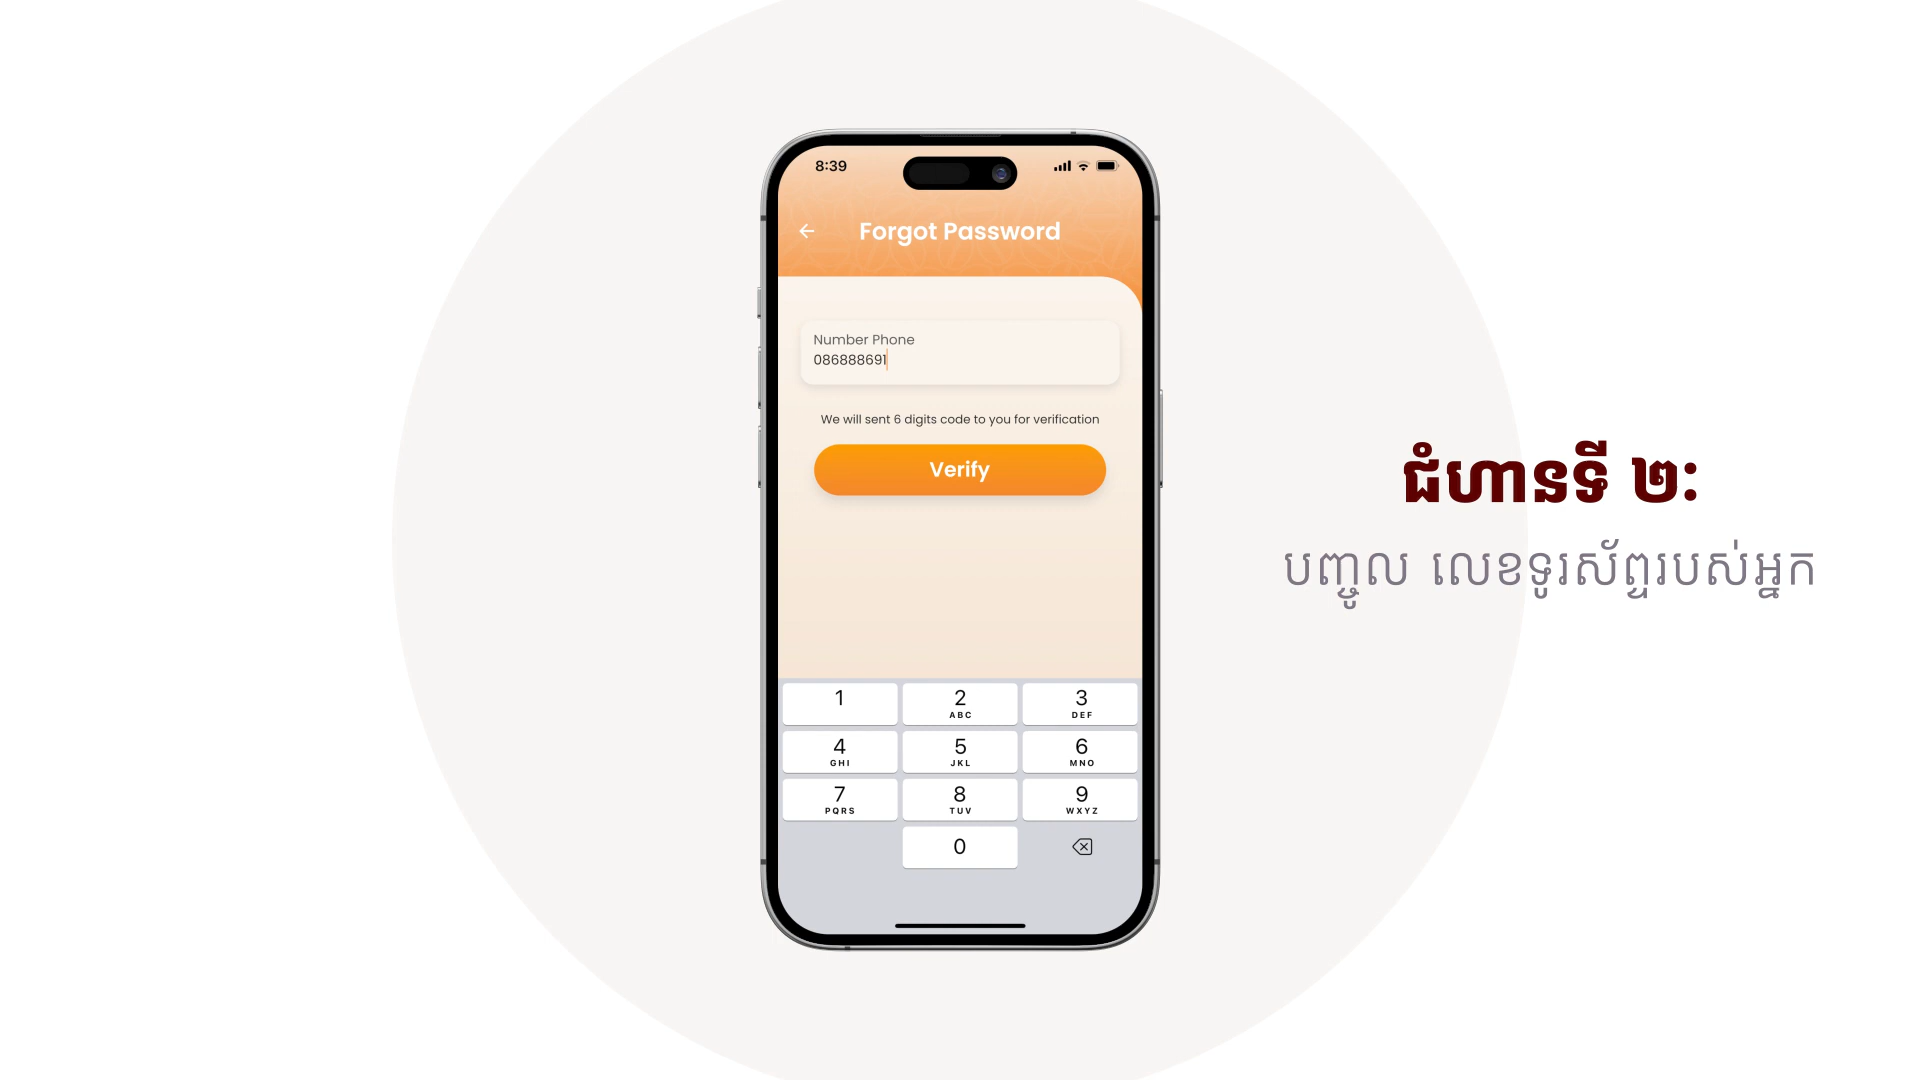 8:39
Forgot Password
Number Phone
086888691
We will sent 6 digits code to you for verification
Verify
ជំហានទី ២:
បញ្ចូល លេខទូរស័ព្ទរបស់អ្នក
1
2
ABC
3
DEF
4
GHI
5
JKL
6
MNO
7
PQRS
8
TUV
9
WXYZ
0